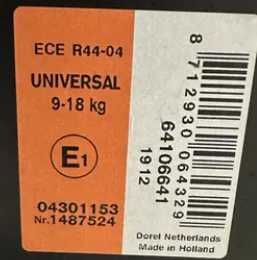 ECE R44-04
UNIVERSAL
9-18 kg
E1
04301153
Nr.1487524
8 712930 064329
64106641
1912
Dorel Netherlands
Made in Holland